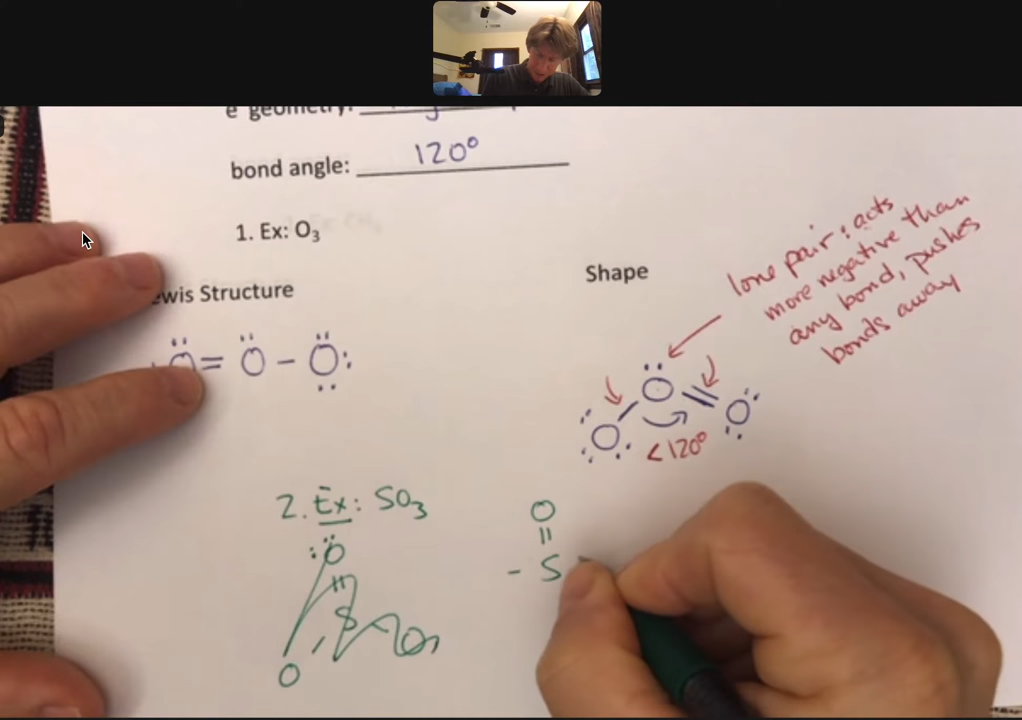 e geometry:
bond angle: 120°
1. Ex: O₃
ewis Structure
Shape
lone pair: acts
more negative than
any bond, pushes
bonds away
Ö = Ö - Ö:
O
O
O
<120°
2. Ex: SO₃
O
S
O
O
- S